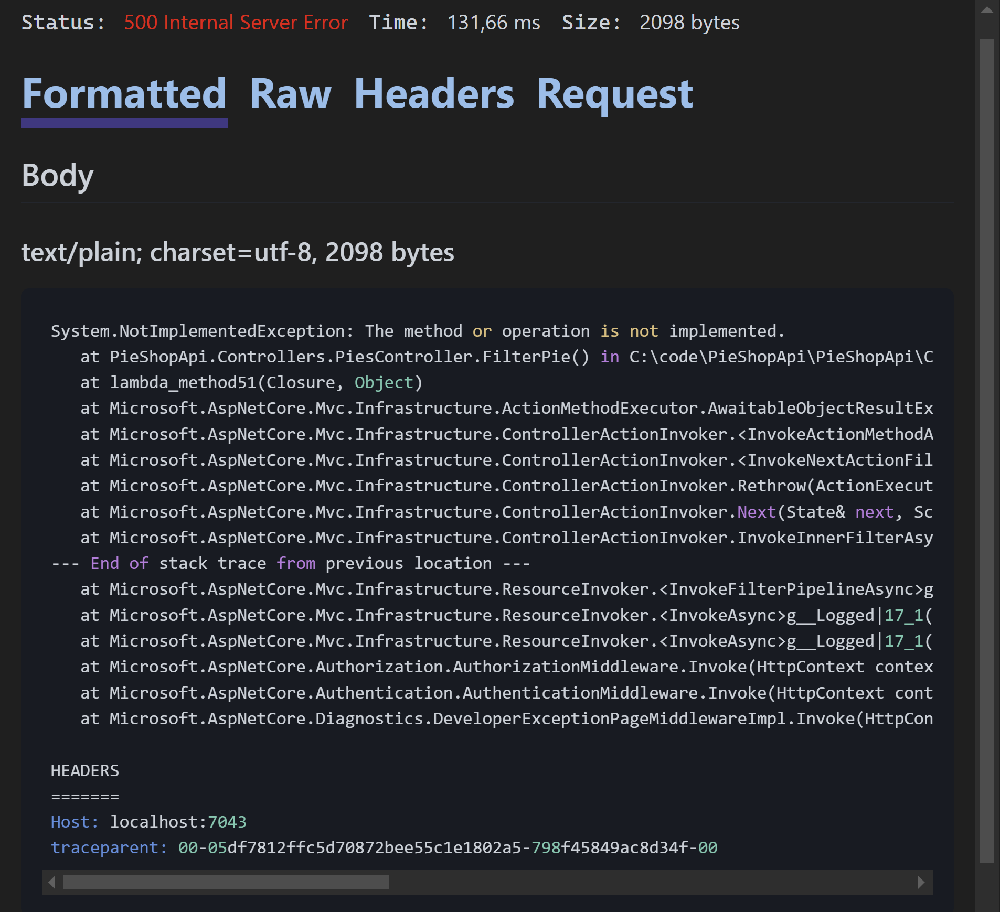 Status: 500 Internal Server Error Time: 131,66 ms Size: 2098 bytes
Formatted Raw Headers Request
Body
text/plain; charset=utf-8, 2098 bytes
System.NotImplementedException: The method or operation is not implemented.
   at PieShopApi.Controllers.PiesController.FilterPie() in C:\code\PieShopApi\PieShopApi\C
   at lambda_method51(Closure, Object)
   at Microsoft.AspNetCore.Mvc.Infrastructure.ActionMethodExecutor.AwaitableObjectResultEx
   at Microsoft.AspNetCore.Mvc.Infrastructure.ControllerActionInvoker.<InvokeActionMethodA
   at Microsoft.AspNetCore.Mvc.Infrastructure.ControllerActionInvoker.<InvokeNextActionFil
   at Microsoft.AspNetCore.Mvc.Infrastructure.ControllerActionInvoker.Rethrow(ActionExecut
   at Microsoft.AspNetCore.Mvc.Infrastructure.ControllerActionInvoker.Next(State& next, Sc
   at Microsoft.AspNetCore.Mvc.Infrastructure.ControllerActionInvoker.InvokeInnerFilterAsy
--- End of stack trace from previous location ---
   at Microsoft.AspNetCore.Mvc.Infrastructure.ResourceInvoker.<InvokeFilterPipelineAsync>g
   at Microsoft.AspNetCore.Mvc.Infrastructure.ResourceInvoker.<InvokeAsync>g__Logged|17_1(
   at Microsoft.AspNetCore.Mvc.Infrastructure.ResourceInvoker.<InvokeAsync>g__Logged|17_1(
   at Microsoft.AspNetCore.Authorization.AuthorizationMiddleware.Invoke(HttpContext contex
   at Microsoft.AspNetCore.Authentication.AuthenticationMiddleware.Invoke(HttpContext cont
   at Microsoft.AspNetCore.Diagnostics.DeveloperExceptionPageMiddlewareImpl.Invoke(HttpCon
HEADERS
=======
Host: localhost:7043
traceparent: 00-05df7812ffc5d70872bee55c1e1802a5-798f45849ac8d34f-00